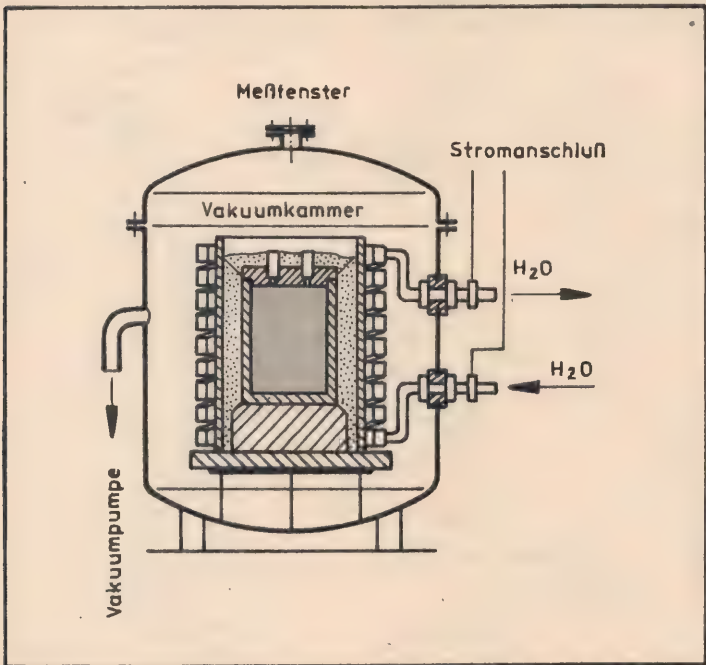 Meßfenster
Stromanschluß
Vakuumkammer
H₂O
H₂O
Vakuumpumpe